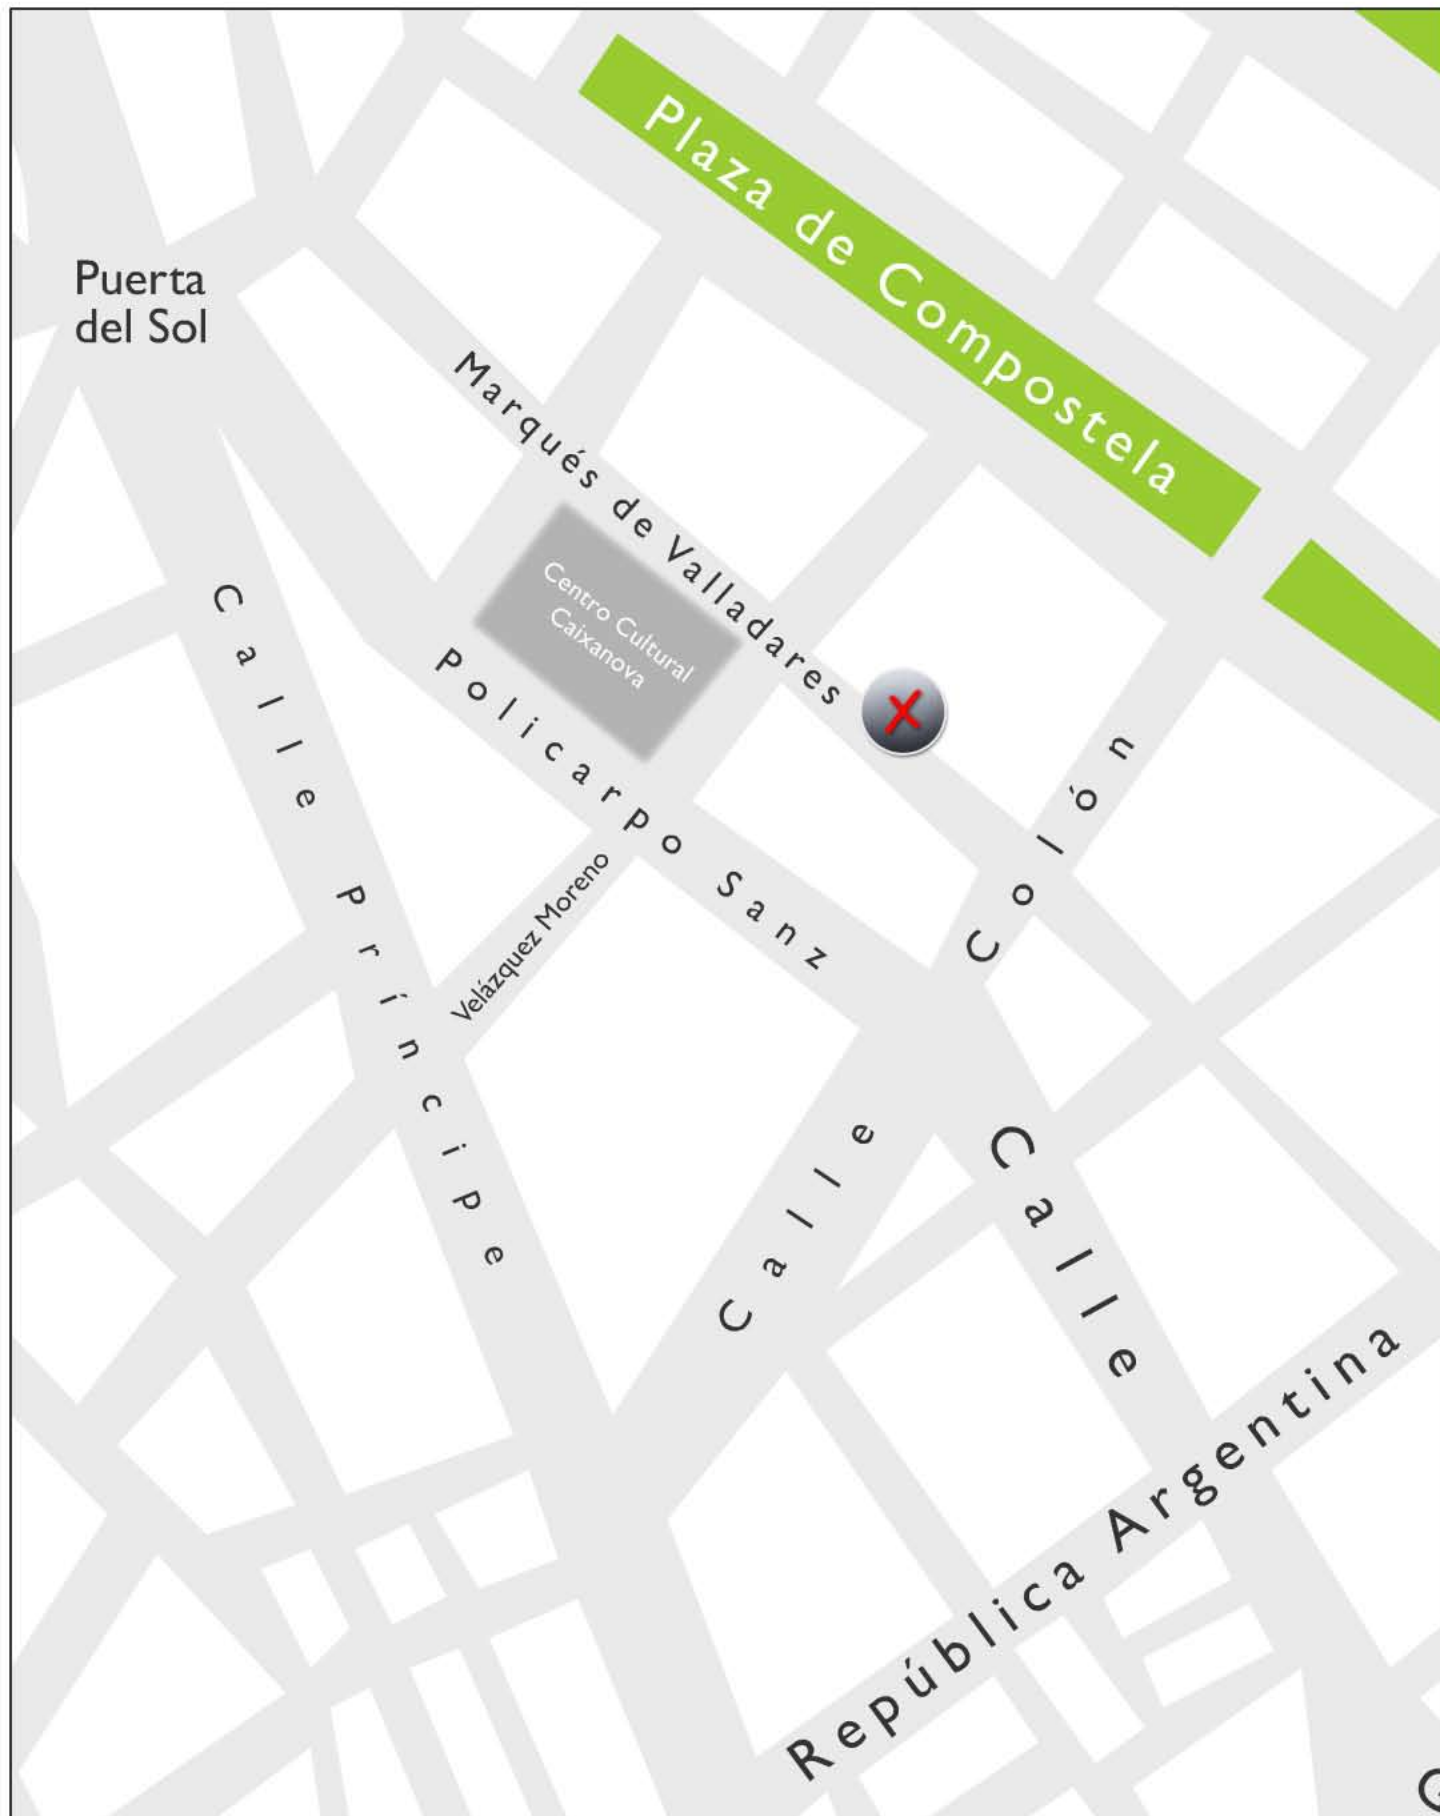 Plaza de Compostela
Puerta
del Sol
Marqués de Valladares
Centro Cultural
Caixanova
Policarpo Sanz
Calle Príncipe
Velázquez Moreno
Calle Colón
Calle
República Argentina